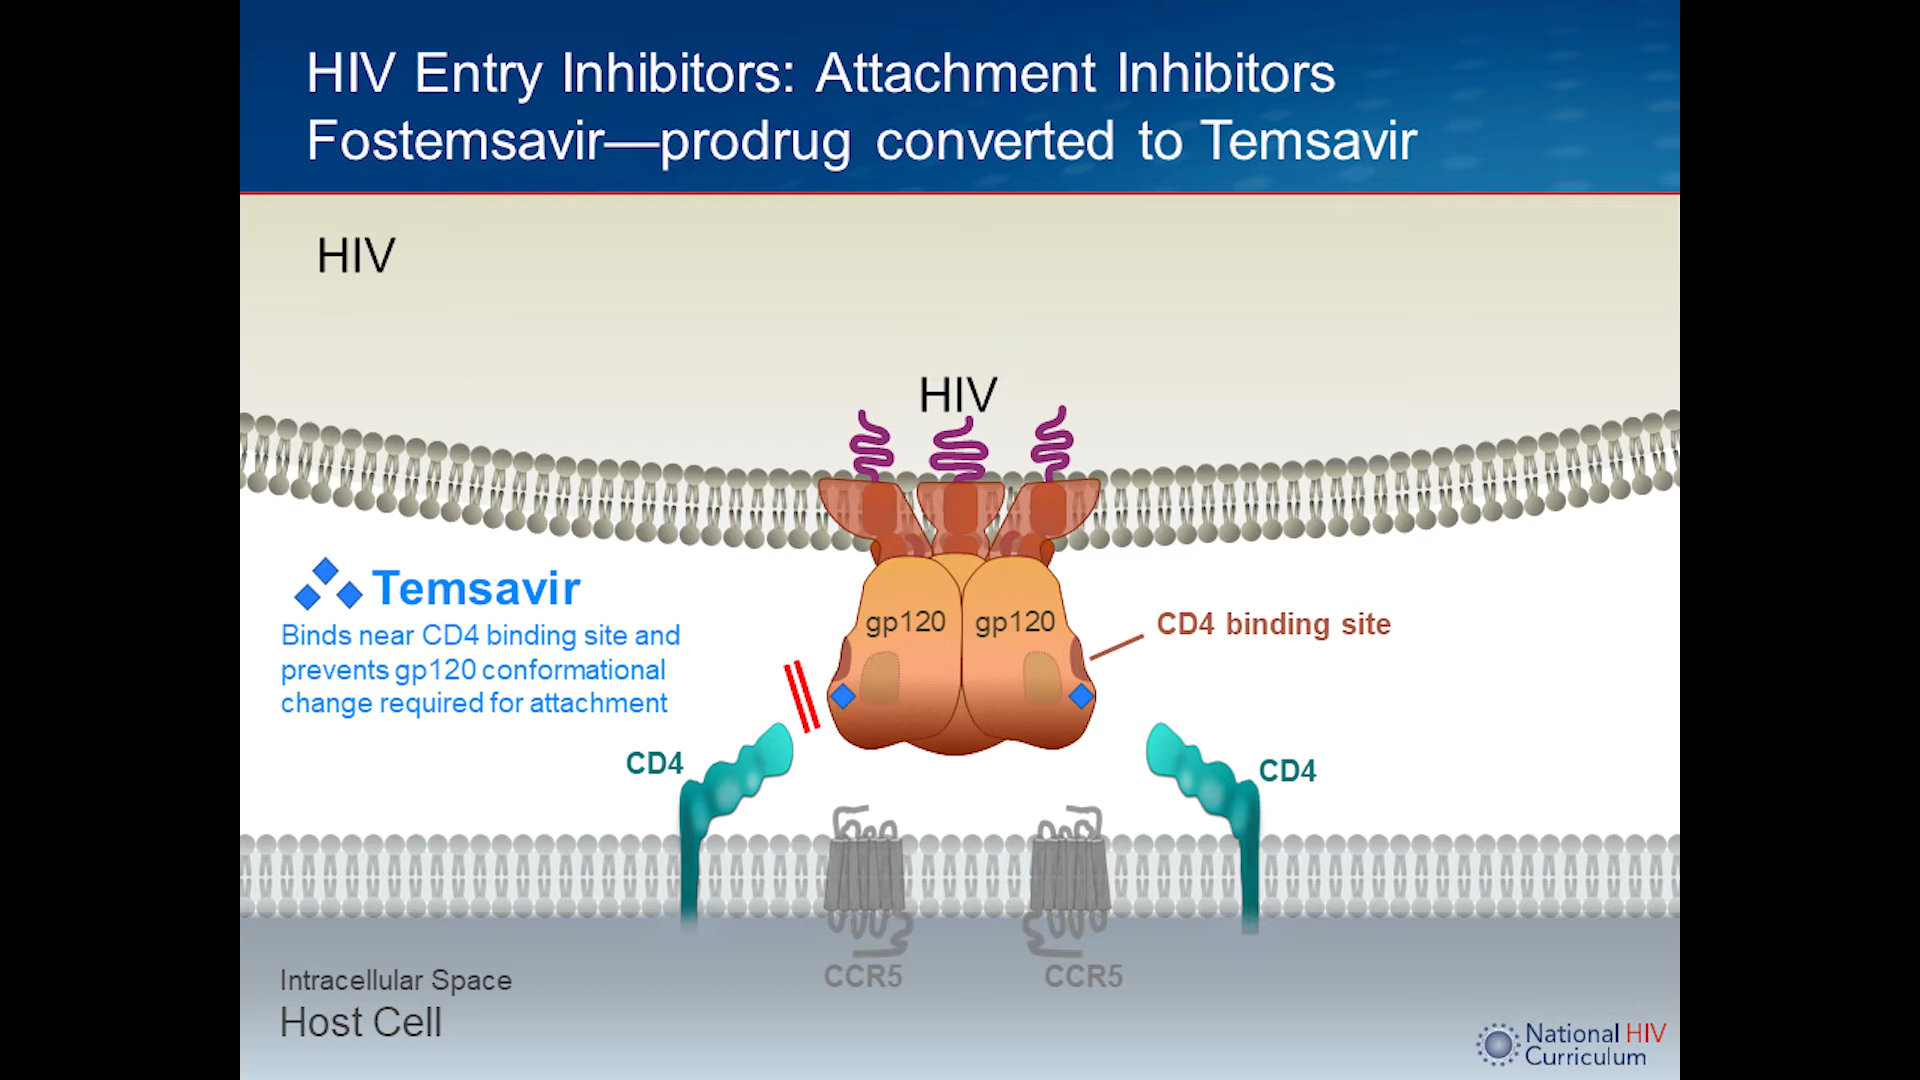 HIV Entry Inhibitors: Attachment Inhibitors
Fostemsavir—prodrug converted to Temsavir
HIV
HIV
Temsavir
Binds near CD4 binding site and
prevents gp120 conformational
change required for attachment
gp120
gp120
CD4 binding site
CD4
CD4
CCR5
CCR5
Intracellular Space
Host Cell
National HIV
Curriculum